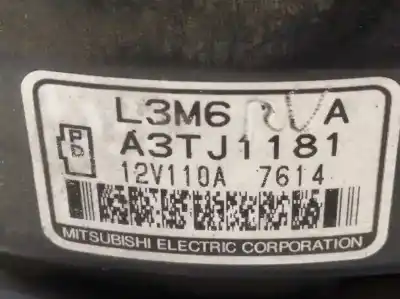 L3M6 A
P D
A3TJ1181
12V110A 7614
MITSUBISHI ELECTRIC CORPORATION